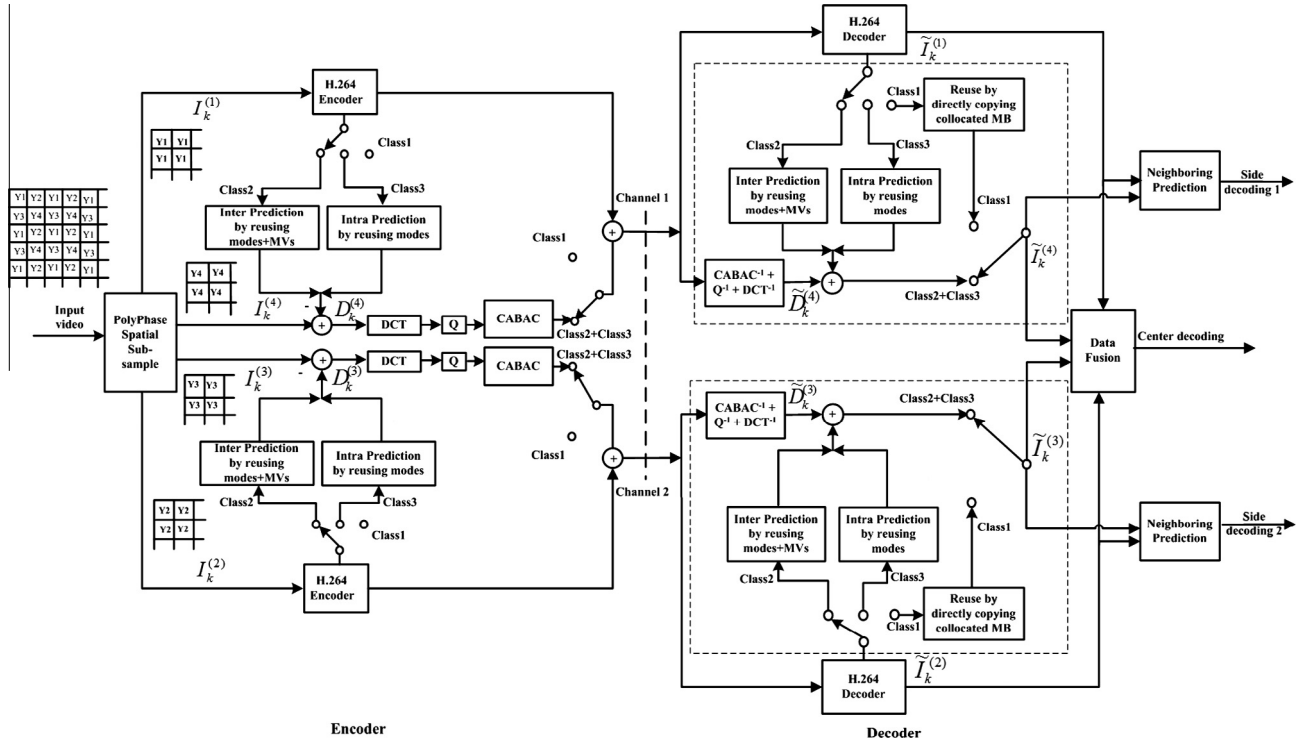 H.264
Encoder
I_k^{(1)}
Y1 Y1
Y1 Y1
Class1
Class2
Class3
Inter Prediction
by reusing
modes+MVs
Intra Prediction
by reusing modes
Y1 Y2 Y1 Y2 Y1
Y3 Y4 Y3 Y4 Y3
Y1 Y2 Y1 Y2 Y1
Y3 Y4 Y3 Y4 Y3
Y1 Y2 Y1 Y2 Y1
Y4 Y4
Y4 Y4
I_k^{(4)}
-
+
D_k^{(4)}
DCT
Q
CABAC
Class1
Class2+Class3
Input
video
PolyPhase
Spatial
Sub-
sample
I_k^{(3)}
-
+
D_k^{(3)}
DCT
Q
CABAC
Class2+Class3
Class1
Y3 Y3
Y3 Y3
Inter Prediction
by reusing
modes+MVs
Intra Prediction
by reusing modes
Class2
Class3
Class1
Y2 Y2
Y2 Y2
I_k^{(2)}
H.264
Encoder
+
Channel 1
+
Channel 2
Encoder
H.264
Decoder
Ĩ_k^{(1)}
Class1
Reuse by
directly copying
collocated MB
Class2
Class3
Inter Prediction
by reusing
modes+MVs
Intra Prediction
by reusing
modes
Class1
CABAC⁻¹ +
Q⁻¹ + DCT⁻¹
D̃_k^{(4)}
+
Class2+Class3
Ĩ_k^{(4)}
Neighboring
Prediction
Side
decoding 1
Data
Fusion
Center decoding
CABAC⁻¹ +
Q⁻¹ + DCT⁻¹
D̃_k^{(3)}
+
Class2+Class3
Ĩ_k^{(3)}
Inter Prediction
by reusing
modes+MVs
Intra Prediction
by reusing
modes
Class1
Class2
Class3
Class1
Reuse by
directly copying
collocated MB
Neighboring
Prediction
Side
decoding 2
H.264
Decoder
Ĩ_k^{(2)}
Decoder